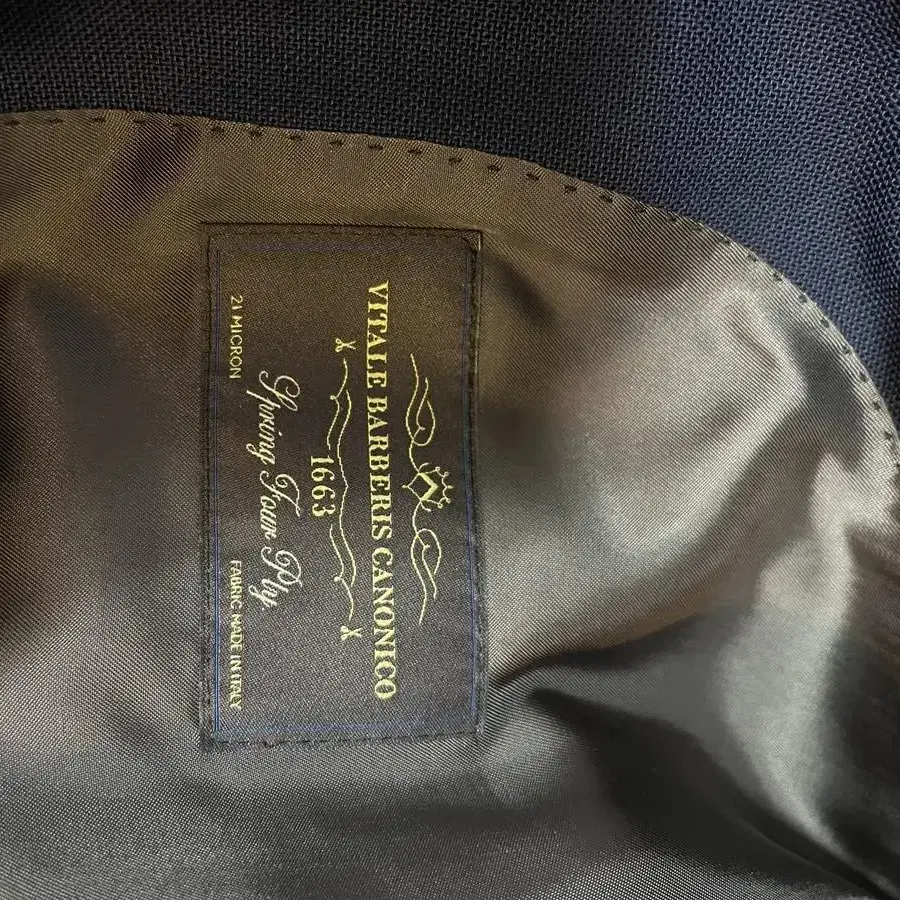 VITALE BARBERIS CANONICO
1663
Spring Four Ply
21 MICRON
FABRIC MADE IN ITALY